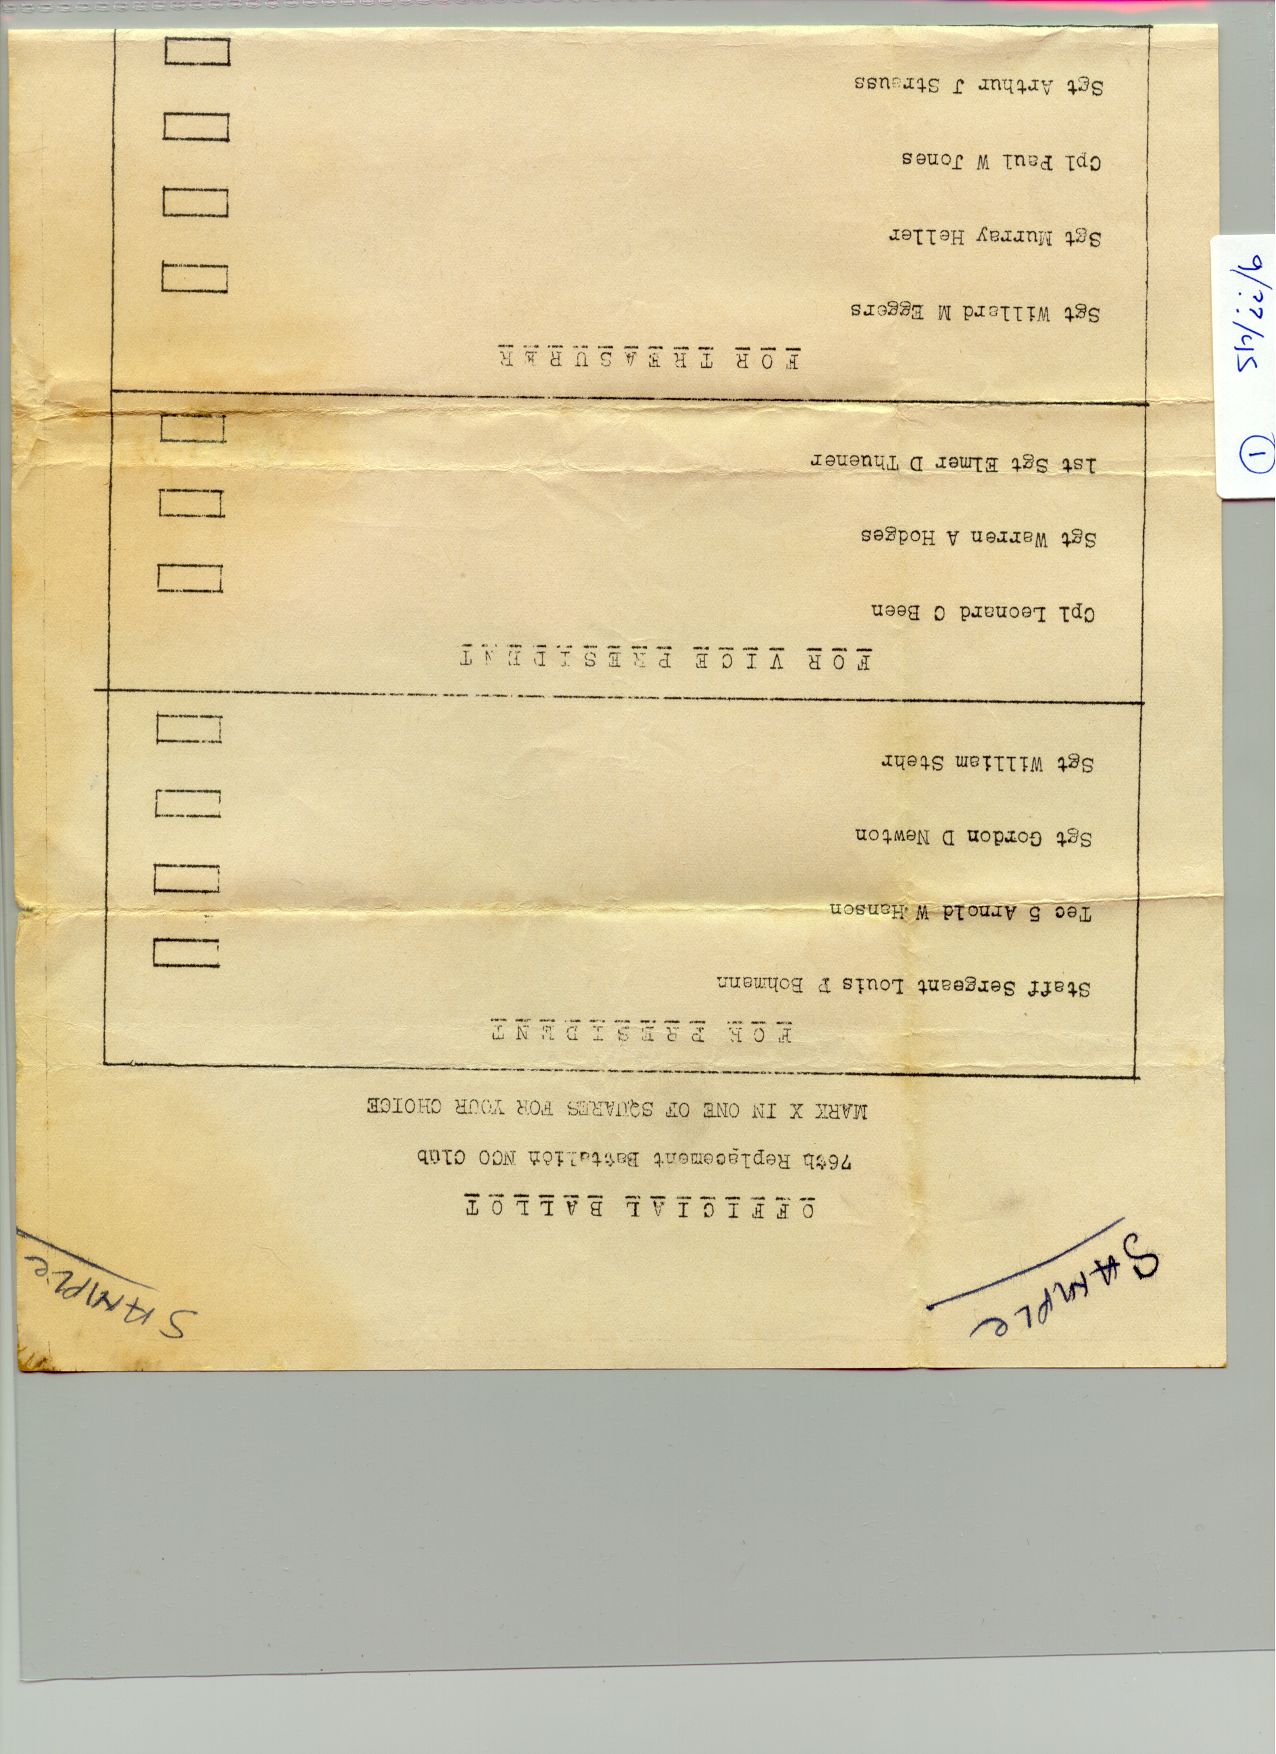 SAMPLE
SAMPLE
OFFICIAL BALLOT
76th Replacement Battalion NCO Club
MARK X IN ONE OF SQUARES FOR YOUR CHOICE
FOR PRESIDENT
Staff Sergeant Louis P Bohmann
Tec 5 Arnold W Hanson
Sgt Gordon D Newton
Sgt William Stehr
FOR VICE PRESIDENT
Cpl Leonard C Been
Sgt Warren A Hodges
1st Sgt Elmer D Thuener
FOR TREASURER
Sgt Willard M Eggers
Sgt Murray Heller
Cpl Paul W Jones
Sgt Arthur J Strauss
9/??/45
1